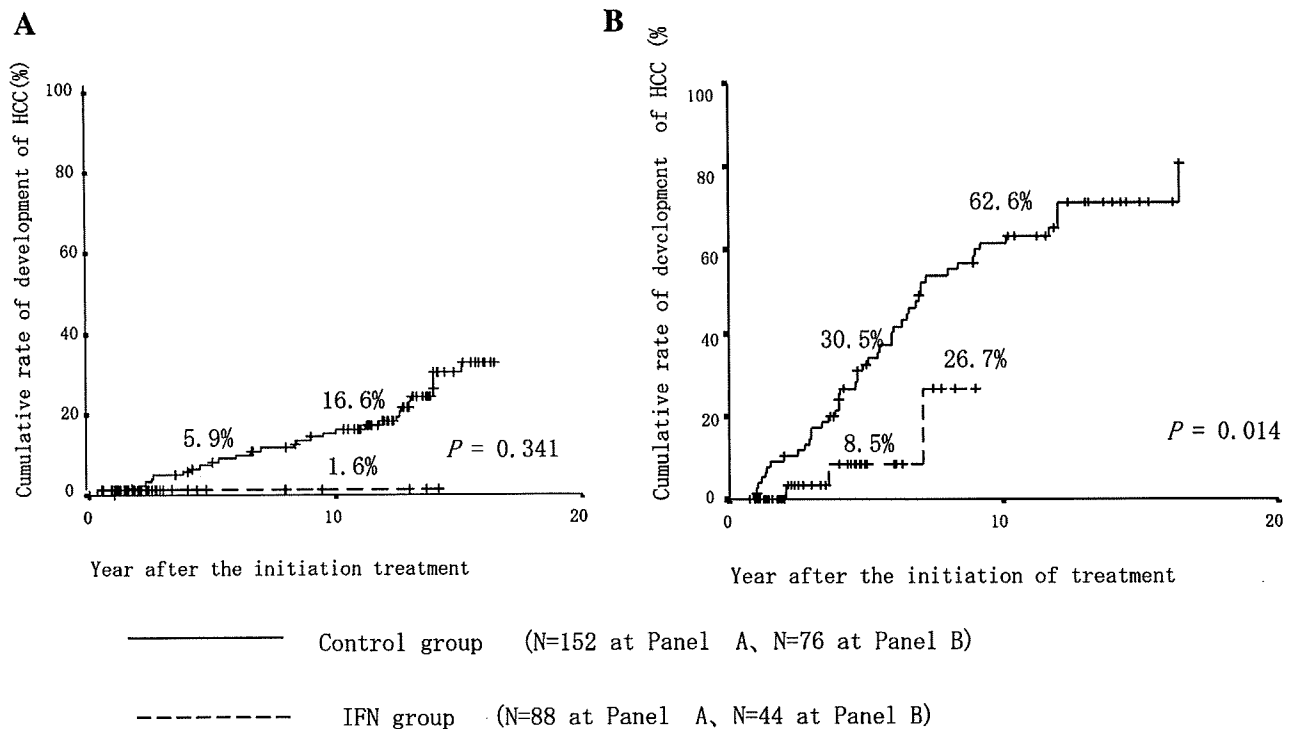 A
Cumulative rate of development of HCC(%)
100
80
60
40
20
0
5.9%
16.6%
1.6%
P = 0.341
0
10
20
Year after the initiation treatment
B
Cumulative rate of development of HCC (%
100
80
60
40
20
0
62.6%
30.5%
26.7%
8.5%
P = 0.014
0
10
20
Year after the initiation of treatment
Control group (N=152 at Panel A、N=76 at Panel B)
IFN group (N=88 at Panel A、N=44 at Panel B)